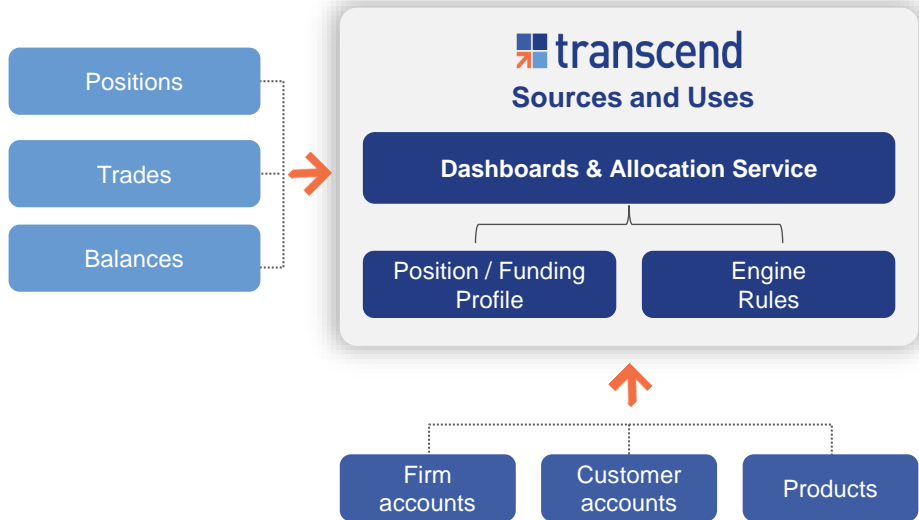 transcend
Sources and Uses
Positions
Trades
Balances
Dashboards & Allocation Service
Position / Funding
Profile
Engine
Rules
Firm
accounts
Customer
accounts
Products